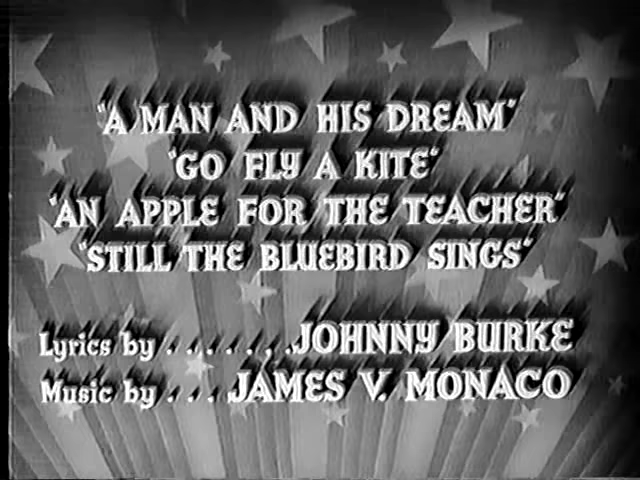 "A MAN AND HIS DREAM"
"GO FLY A KITE"
"AN APPLE FOR THE TEACHER"
"STILL THE BLUEBIRD SINGS"
Lyrics by . . . . . . . JOHNNY BURKE
Music by . . . JAMES V. MONACO